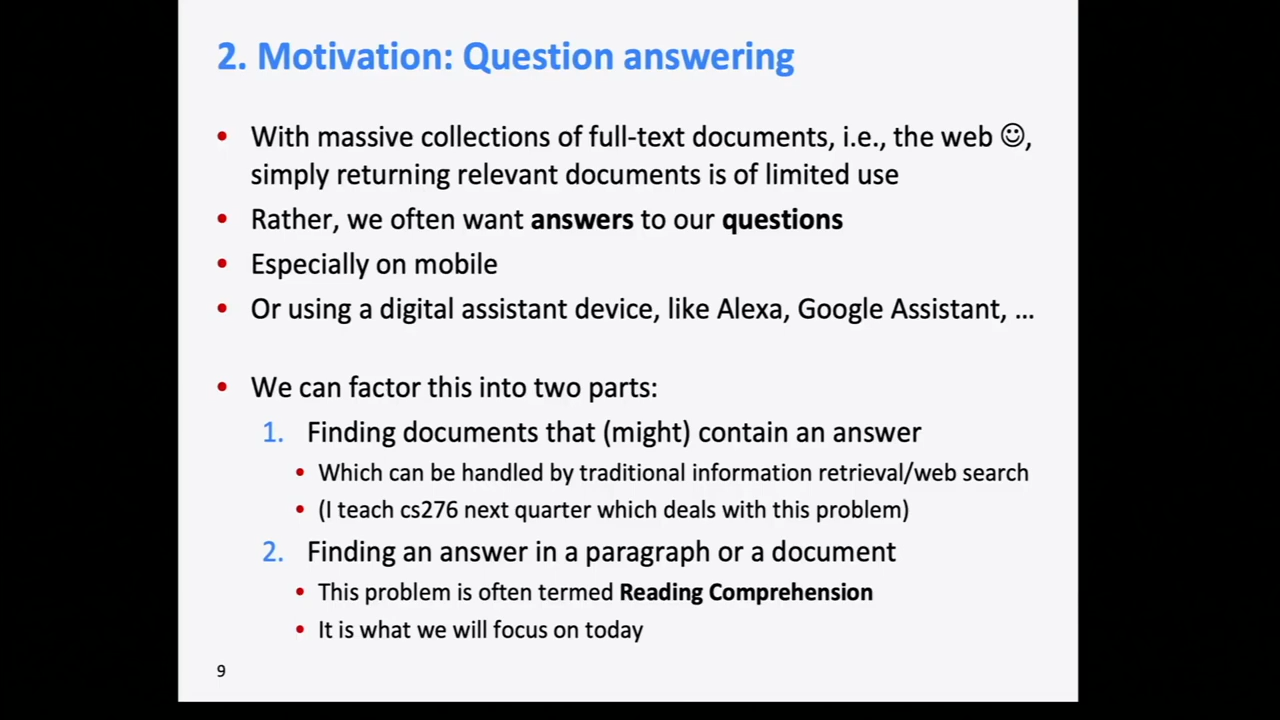 2. Motivation: Question answering
• With massive collections of full-text documents, i.e., the web ☺,
simply returning relevant documents is of limited use
• Rather, we often want answers to our questions
• Especially on mobile
• Or using a digital assistant device, like Alexa, Google Assistant, …
• We can factor this into two parts:
1. Finding documents that (might) contain an answer
• Which can be handled by traditional information retrieval/web search
• (I teach cs276 next quarter which deals with this problem)
2. Finding an answer in a paragraph or a document
• This problem is often termed Reading Comprehension
• It is what we will focus on today
9